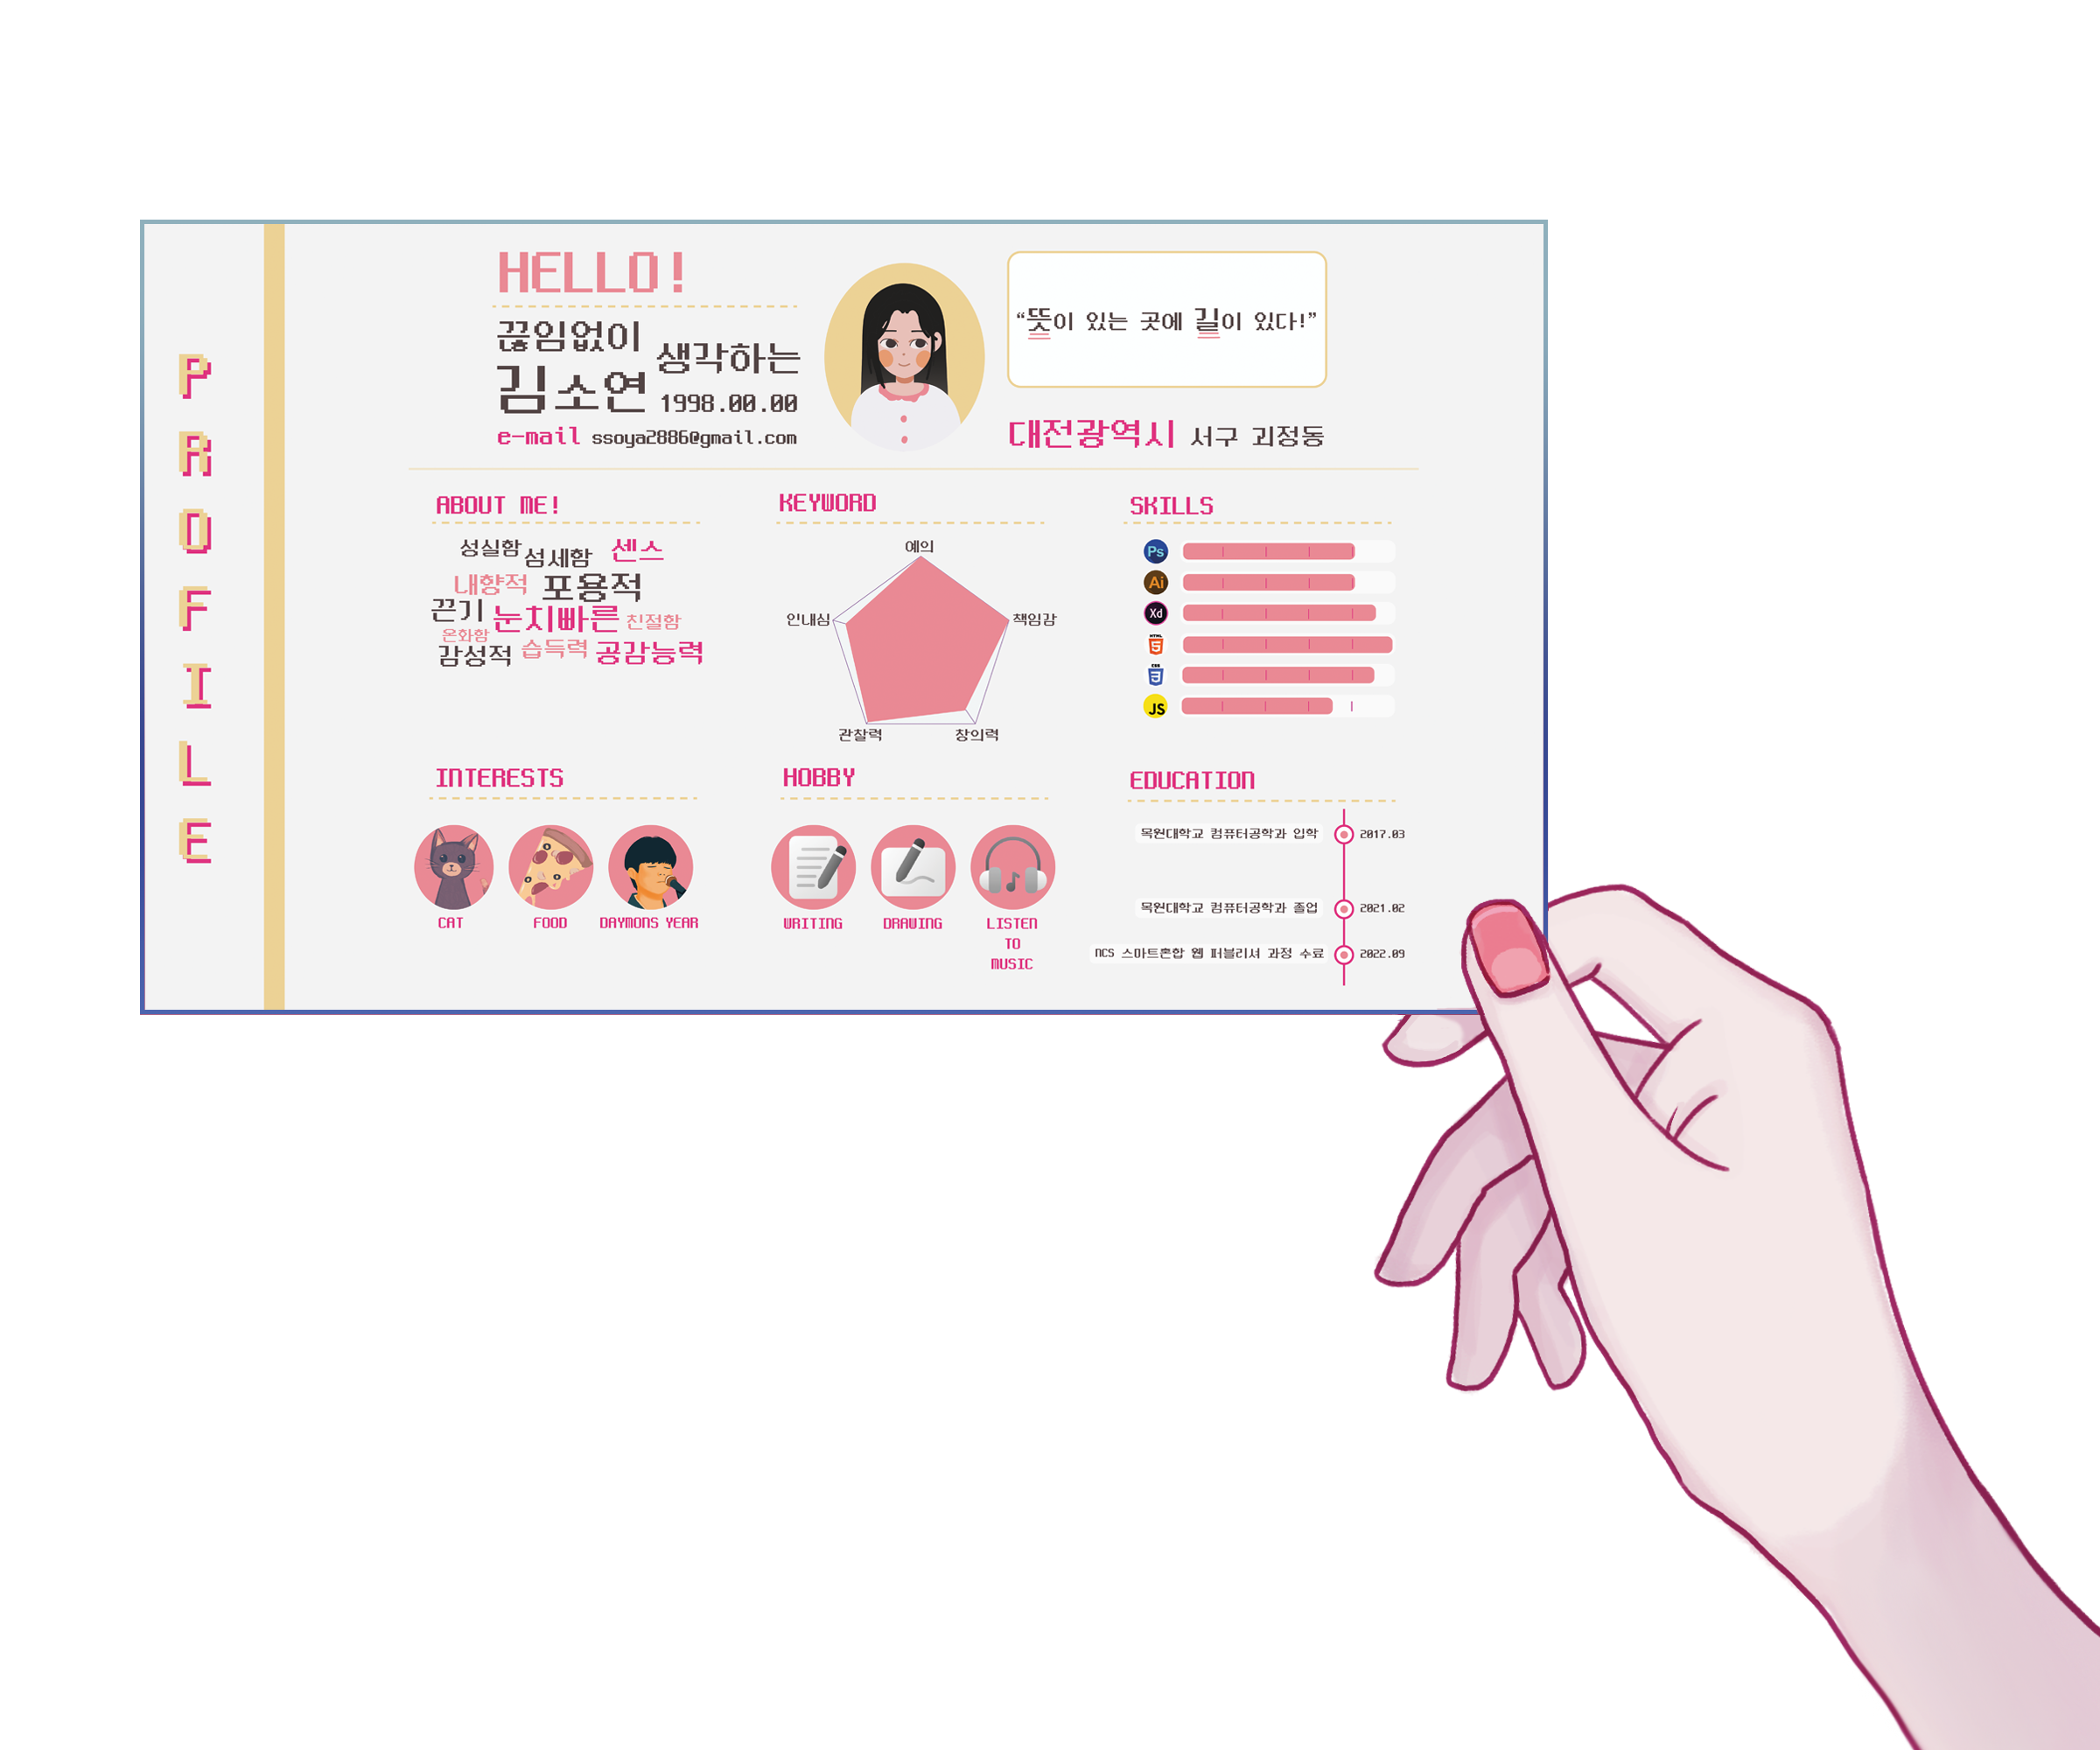 PROFILE
HELLO!
끊임없이 생각하는
김소연 1998.00.00
e-mail ssoya2886@gmail.com
“뜻이 있는 곳에 길이 있다!”
대전광역시 서구 괴정동
ABOUT ME!
성실함 섬세함 센스
내향적 포용적
끈기 눈치빠른 친절함
온화함
감성적 습득력 공감능력
KEYWORD
예의
인내심 책임감
관찰력 창의력
SKILLS
Ps
Ai
Xd
HTML 5
CSS 3
JS
INTERESTS
CAT FOOD DAYMONS YEAR
HOBBY
WRITING DRAWING LISTEN
TO
MUSIC
EDUCATION
목원대학교 컴퓨터공학과 입학 2017.03
목원대학교 컴퓨터공학과 졸업 2021.02
NCS 스마트혼합 웹 퍼블리셔 과정 수료 2022.09